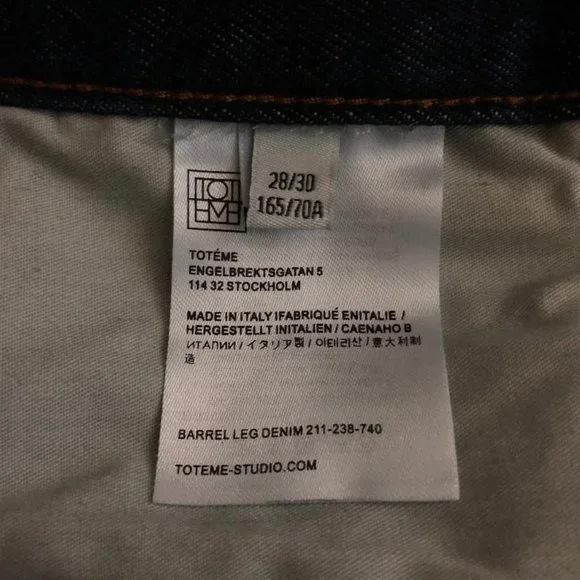 TOT
EME
28/30
165/70A
TOTÉME
ENGELBREKTSGATAN 5
114 32 STOCKHOLM
MADE IN ITALY IFABRIQUÉ ENITALIE /
HERGESTELLT INITALIEN / CAENAHO B
ИTAПИИ / イタリア製 / 이태리산 / 意大利制
造
BARREL LEG DENIM 211-238-740
TOTEME-STUDIO.COM